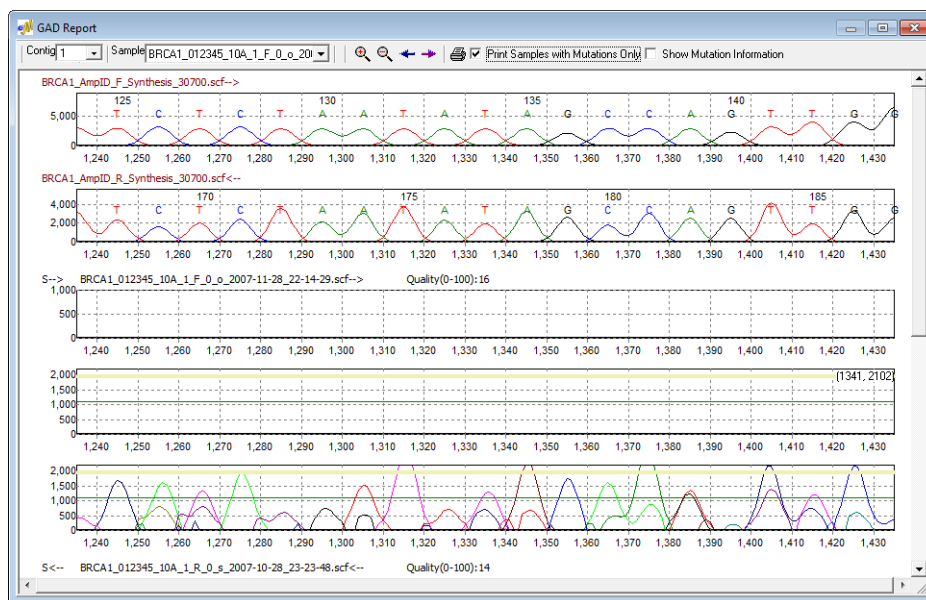 GAD Report
Contig 1 Sample BRCA1_012345_10A_1_F_0_o_20 Print Samples with Mutations Only Show Mutation Information
BRCA1_AmpID_F_Synthesis_30700.scf-->
125 130 135 140
T C T C T A A T A T A G C C A G T T G G
5,000
0
1,240 1,250 1,260 1,270 1,280 1,290 1,300 1,310 1,320 1,330 1,340 1,350 1,360 1,370 1,380 1,390 1,400 1,410 1,420 1,430
BRCA1_AmpID_R_Synthesis_30700.scf<--
170 175 180 185
T C T C T A A T A T A G C C A G T T G G
4,000
2,000
0
1,240 1,250 1,260 1,270 1,280 1,290 1,300 1,310 1,320 1,330 1,340 1,350 1,360 1,370 1,380 1,390 1,400 1,410 1,420 1,430
S--> BRCA1_012345_10A_1_F_0_o_2007-11-28_22-14-29.scf--> Quality(0-100):16
1,000
500
0
1,240 1,250 1,260 1,270 1,280 1,290 1,300 1,310 1,320 1,330 1,340 1,350 1,360 1,370 1,380 1,390 1,400 1,410 1,420 1,430
2,000 (1341, 2102)
1,500
1,000
500
0
1,240 1,250 1,260 1,270 1,280 1,290 1,300 1,310 1,320 1,330 1,340 1,350 1,360 1,370 1,380 1,390 1,400 1,410 1,420 1,430
2,000
1,500
1,000
500
0
1,240 1,250 1,260 1,270 1,280 1,290 1,300 1,310 1,320 1,330 1,340 1,350 1,360 1,370 1,380 1,390 1,400 1,410 1,420 1,430
S<-- BRCA1_012345_10A_1_R_0_s_2007-10-28_23-23-48.scf<-- Quality(0-100):14